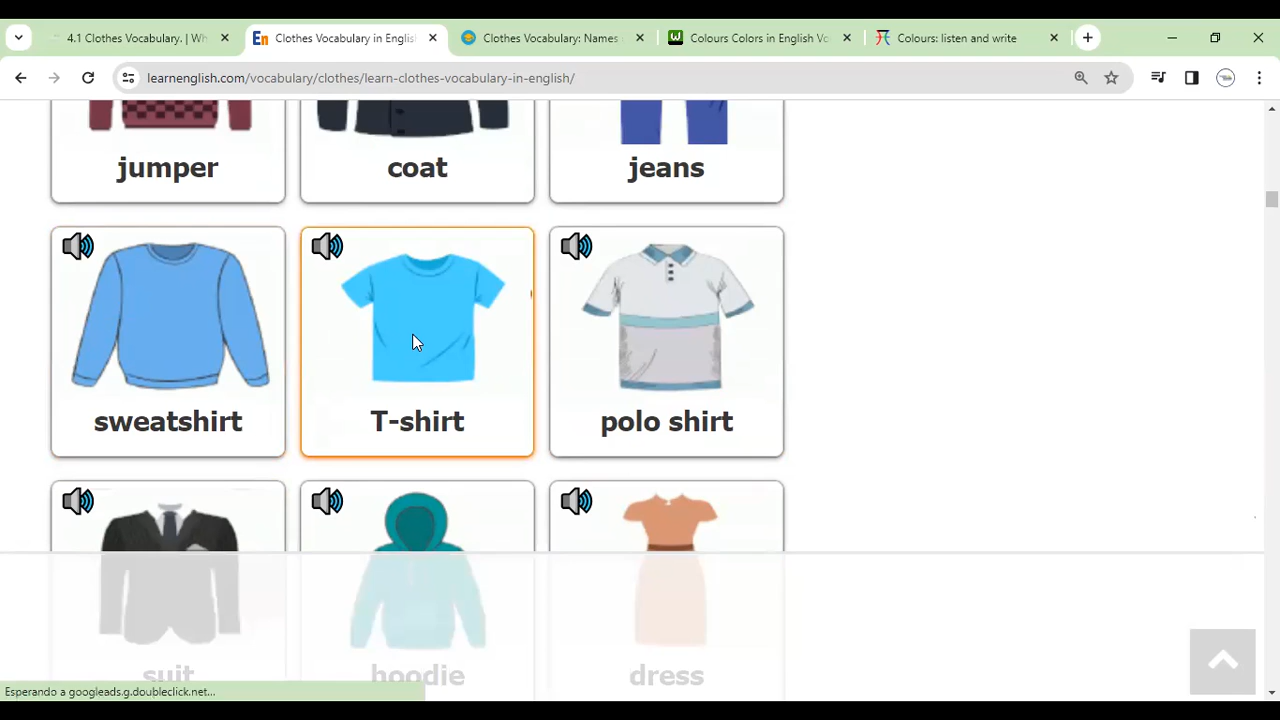 4.1 Clothes Vocabulary. | Wh
Clothes Vocabulary in Englis
Clothes Vocabulary: Names
Colours Colors in English Vo
Colours: listen and write
learnenglish.com/vocabulary/clothes/learn-clothes-vocabulary-in-english/
jumper
coat
jeans
sweatshirt
T-shirt
polo shirt
suit
hoodie
dress
Esperando a googleads.g.doubleclick.net...